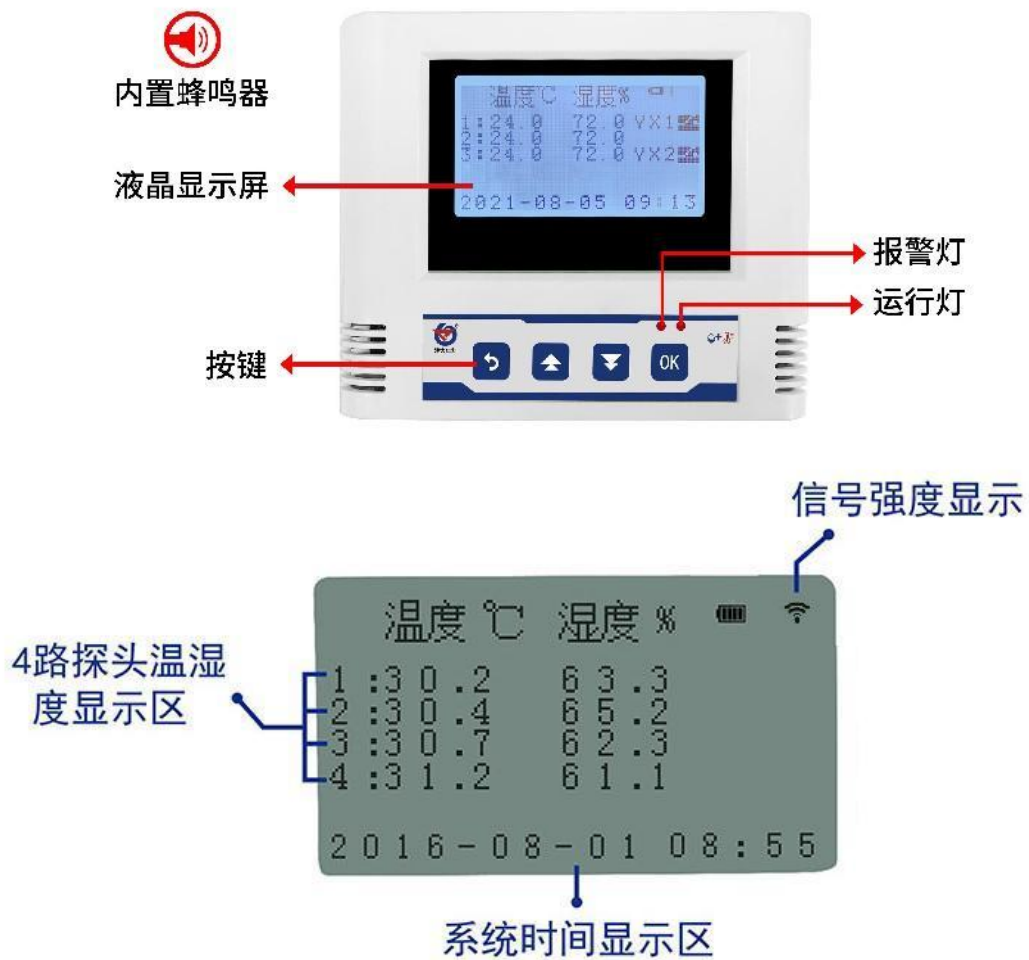 内置蜂鸣器
温度℃ 湿度%
1:24.0 72.0 YX1
2:24.0 72.0
3:24.0 72.0 YX2
液晶显示屏
2021-08-05 09:13
报警灯
运行灯
按键
OK
信号强度显示
温度℃ 湿度%
4路探头温湿
度显示区
1:30.2 63.3
2:30.4 65.2
3:30.7 62.3
4:31.2 61.1
2016-08-01 08:55
系统时间显示区